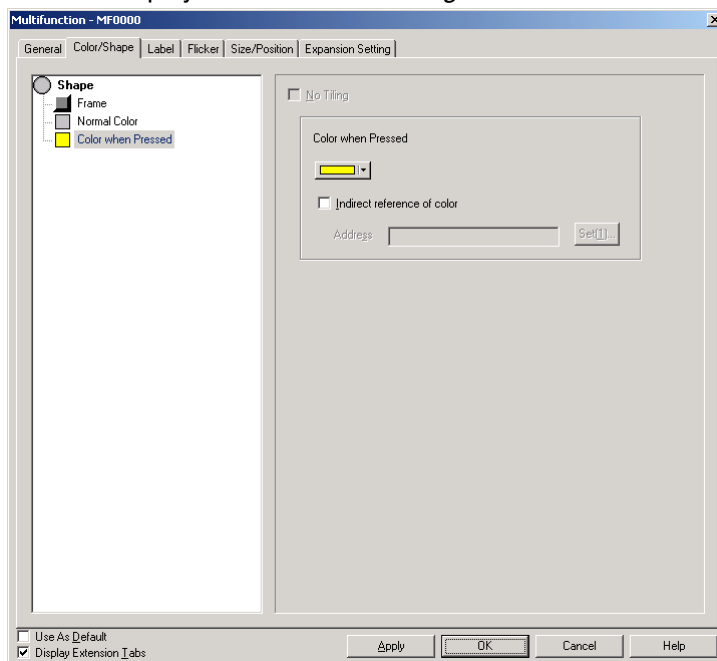 Multifunction - MF0000
General Color/Shape Label Flicker Size/Position Expansion Setting
Shape
Frame
Normal Color
Color when Pressed
No Tiling
Color when Pressed
Indirect reference of color
Address Set[1]...
Use As Default
Display Extension Tabs
Apply OK Cancel Help